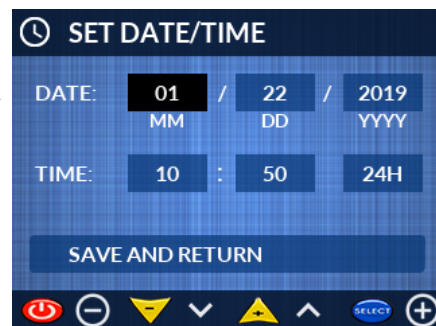 SET DATE/TIME
DATE: 01 / 22 / 2019
MM DD YYYY
TIME: 10 : 50 24H
SAVE AND RETURN
- + SELECT